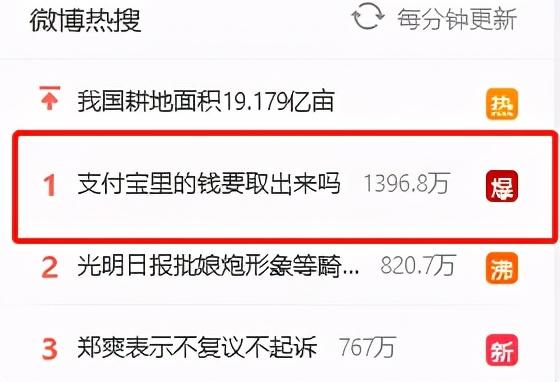 微博热搜 每分钟更新
我国耕地面积19.179亿亩 热
1 支付宝里的钱要取出来吗 1396.8万 爆
2 光明日报批娘炮形象等畸... 820.7万 沸
3 郑爽表示不复议不起诉 767万 新